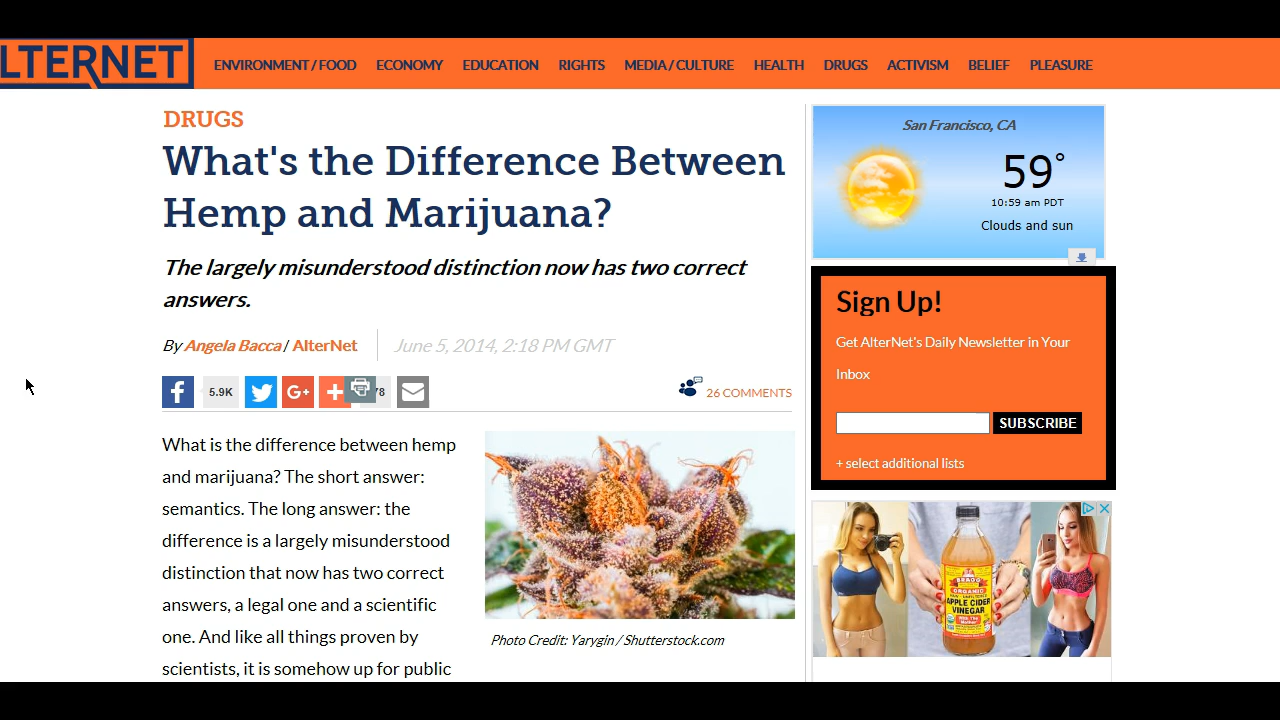 LTERNET
ENVIRONMENT / FOOD ECONOMY EDUCATION RIGHTS MEDIA / CULTURE HEALTH DRUGS ACTIVISM BELIEF PLEASURE
DRUGS
What's the Difference Between
Hemp and Marijuana?
The largely misunderstood distinction now has two correct
answers.
By Angela Bacca / AlterNet June 5, 2014, 2:18 PM GMT
5.9K G+ 78
26 COMMENTS
What is the difference between hemp
and marijuana? The short answer:
semantics. The long answer: the
difference is a largely misunderstood
distinction that now has two correct
answers, a legal one and a scientific
one. And like all things proven by
scientists, it is somehow up for public
Photo Credit: Yarygin / Shutterstock.com
San Francisco, CA
59°
10:59 am PDT
Clouds and sun
Sign Up!
Get AlterNet's Daily Newsletter in Your
Inbox
SUBSCRIBE
+ select additional lists
BRAGG
ORGANIC
APPLE CIDER
VINEGAR